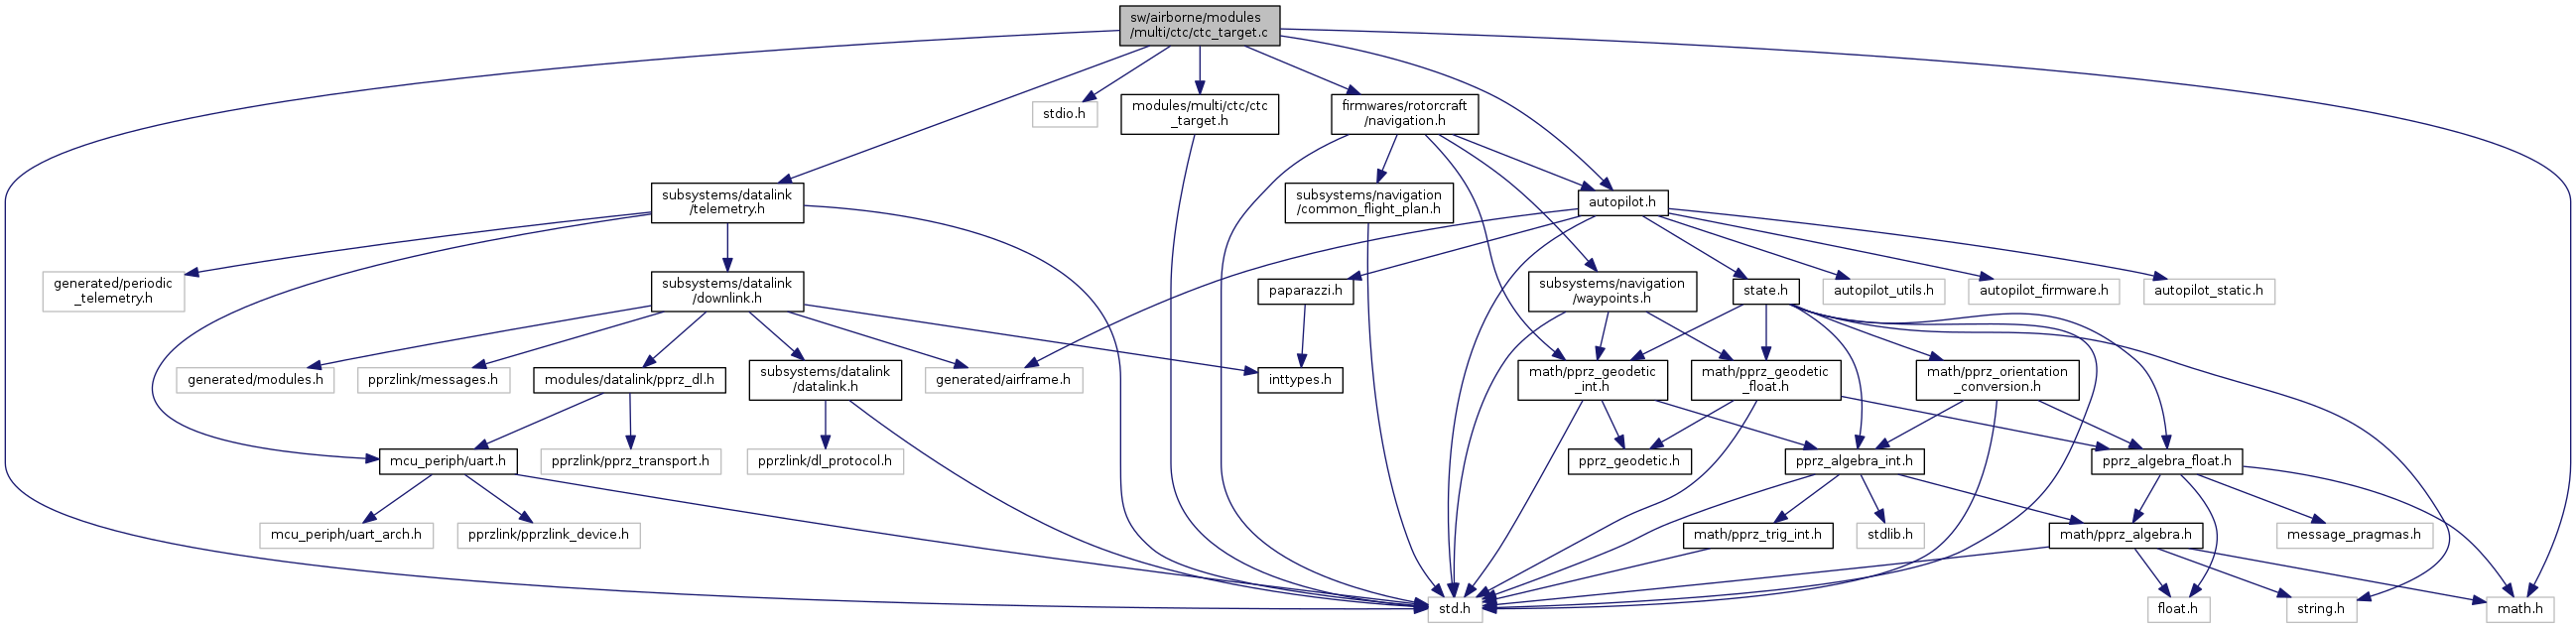 sw/airborne/modules
/multi/ctc/ctc_target.c
stdio.h
modules/multi/ctc/ctc
_target.h
firmwares/rotorcraft
/navigation.h
subsystems/datalink
/telemetry.h
subsystems/navigation
/common_flight_plan.h
autopilot.h
generated/periodic
_telemetry.h
subsystems/datalink
/downlink.h
paparazzi.h
subsystems/navigation
/waypoints.h
state.h
autopilot_utils.h
autopilot_firmware.h
autopilot_static.h
generated/modules.h
pprzlink/messages.h
modules/datalink/pprz_dl.h
subsystems/datalink
/datalink.h
generated/airframe.h
inttypes.h
math/pprz_geodetic
_int.h
math/pprz_geodetic
_float.h
math/pprz_orientation
_conversion.h
mcu_periph/uart.h
pprzlink/pprz_transport.h
pprzlink/dl_protocol.h
pprz_geodetic.h
pprz_algebra_int.h
pprz_algebra_float.h
mcu_periph/uart_arch.h
pprzlink/pprzlink_device.h
math/pprz_trig_int.h
stdlib.h
math/pprz_algebra.h
message_pragmas.h
std.h
float.h
string.h
math.h